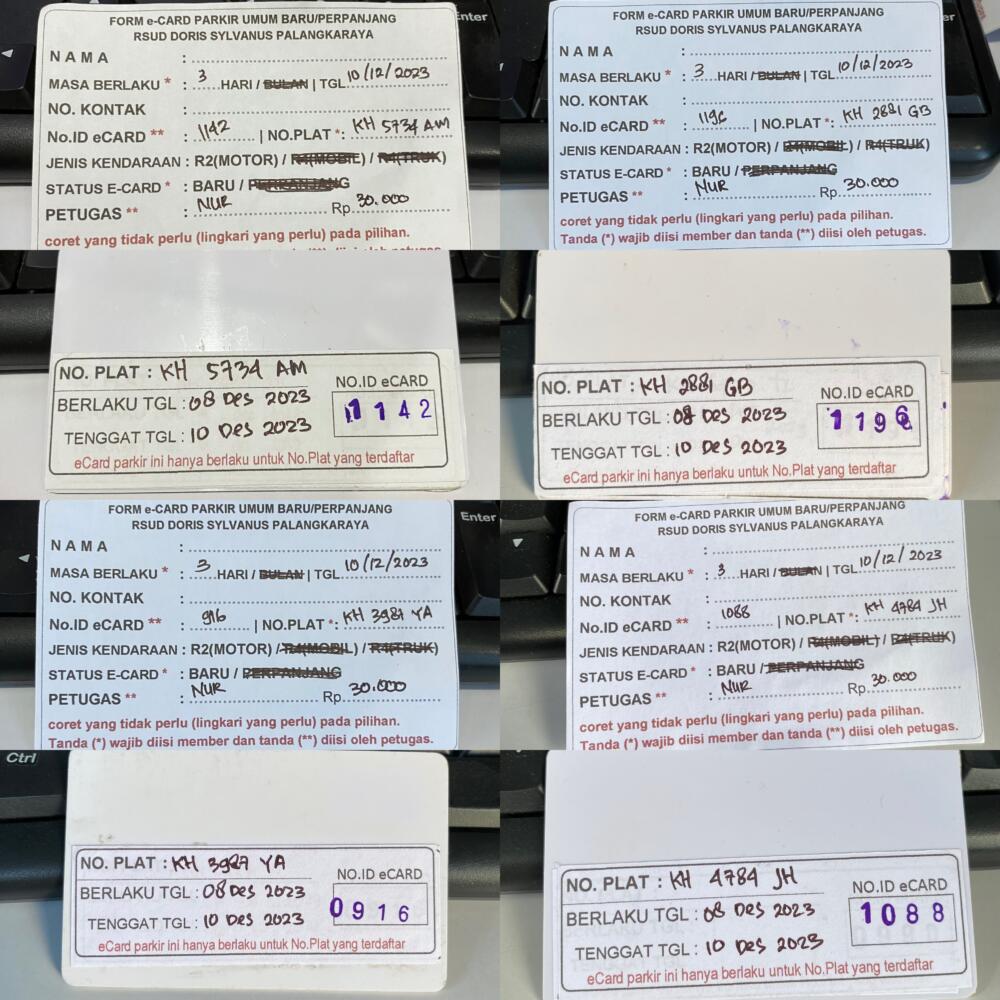 Enter
FORM e-CARD PARKIR UMUM BARU/PERPANJANG
RSUD DORIS SYLVANUS PALANGKARAYA
NAMA :
MASA BERLAKU * : 3 HARI / BULAN | TGL 10/12/2023
NO. KONTAK :
No.ID eCARD ** : 1142 | NO.PLAT *: KH 5734 AM
JENIS KENDARAAN : R2(MOTOR) / R4(MOBIL) / R4(TRUK)
STATUS E-CARD * : BARU / PERPANJANG
PETUGAS ** : NUR Rp. 30.000
coret yang tidak perlu (lingkari yang perlu) pada pilihan.
FORM e-CARD PARKIR UMUM BARU/PERPANJANG
RSUD DORIS SYLVANUS PALANGKARAYA
NAMA :
MASA BERLAKU * : 3 HARI / BULAN | TGL 10/12/2023
NO. KONTAK :
No.ID eCARD ** : 1196 | NO.PLAT *: KH 2881 GB
JENIS KENDARAAN : R2(MOTOR) / R4(MOBIL) / R4(TRUK)
STATUS E-CARD * : BARU / PERPANJANG
PETUGAS ** : NUR Rp. 30.000
coret yang tidak perlu (lingkari yang perlu) pada pilihan.
Tanda (*) wajib diisi member dan tanda (**) diisi oleh petugas.
NO. PLAT : KH 5734 AM
BERLAKU TGL : 08 DES 2023
TENGGAT TGL : 10 DES 2023
NO.ID eCARD
1142
eCard parkir ini hanya berlaku untuk No.Plat yang terdaftar
NO. PLAT : KH 2881 GB
BERLAKU TGL : 08 DES 2023
TENGGAT TGL : 10 DES 2023
NO.ID eCARD
1196
eCard parkir ini hanya berlaku untuk No.Plat yang terdaftar
Enter
FORM e-CARD PARKIR UMUM BARU/PERPANJANG
RSUD DORIS SYLVANUS PALANGKARAYA
NAMA :
MASA BERLAKU * : 3 HARI / BULAN | TGL 10/12/2023
NO. KONTAK :
No.ID eCARD ** : 916 | NO.PLAT *: KH 3987 YA
JENIS KENDARAAN : R2(MOTOR) / R4(MOBIL) / R4(TRUK)
STATUS E-CARD * : BARU / PERPANJANG
PETUGAS ** : NUR Rp. 30.000
coret yang tidak perlu (lingkari yang perlu) pada pilihan.
Tanda (*) wajib diisi member dan tanda (**) diisi oleh petugas.
FORM e-CARD PARKIR UMUM BARU/PERPANJANG
RSUD DORIS SYLVANUS PALANGKARAYA
NAMA :
MASA BERLAKU * : 3 HARI / BULAN | TGL 10/12/2023
NO. KONTAK :
No.ID eCARD ** : 1088 | NO.PLAT *: KH 4784 JH
JENIS KENDARAAN : R2(MOTOR) / R4(MOBIL) / R4(TRUK)
STATUS E-CARD * : BARU / PERPANJANG
PETUGAS ** : NUR Rp. 30.000
coret yang tidak perlu (lingkari yang perlu) pada pilihan.
Tanda (*) wajib diisi member dan tanda (**) diisi oleh petugas.
Ctrl
NO. PLAT : KH 3987 YA
BERLAKU TGL : 08 DES 2023
TENGGAT TGL : 10 DES 2023
NO.ID eCARD
0916
eCard parkir ini hanya berlaku untuk No.Plat yang terdaftar
NO. PLAT : KH 4784 JH
BERLAKU TGL : 08 DES 2023
TENGGAT TGL : 10 DES 2023
NO.ID eCARD
1088
eCard parkir ini hanya berlaku untuk No.Plat yang terdaftar